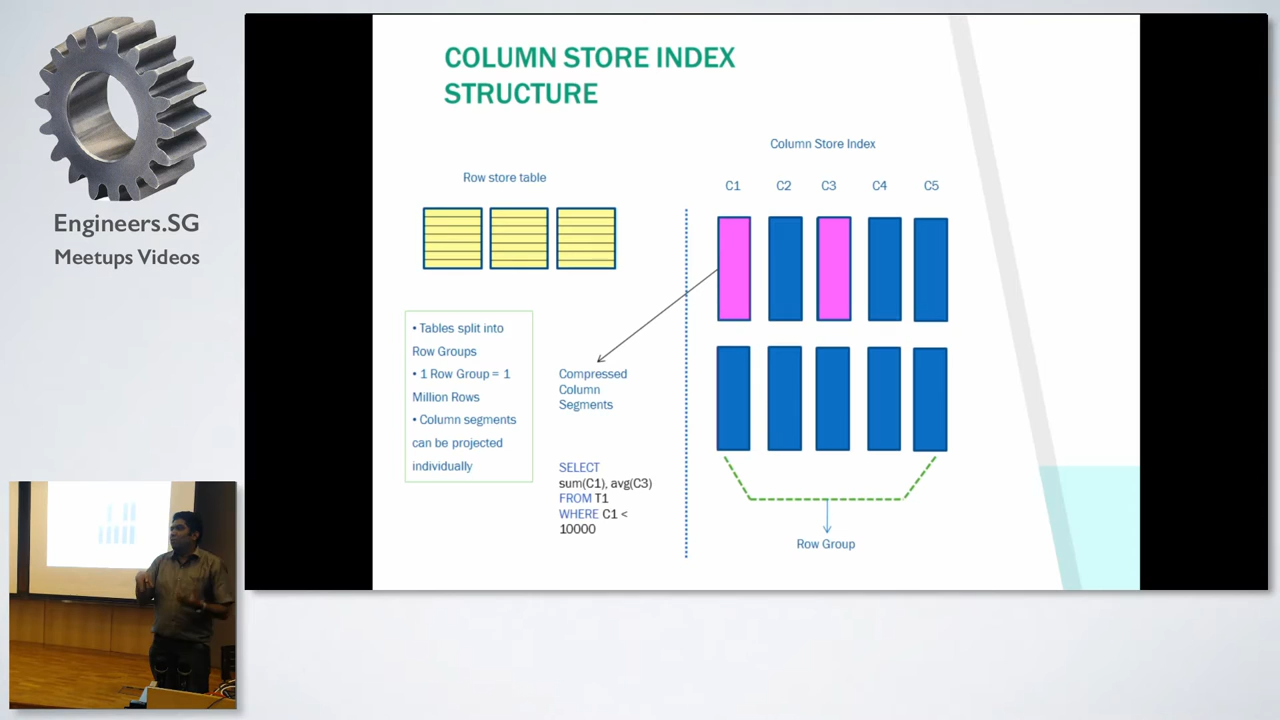 Engineers.SG
Meetups Videos
COLUMN STORE INDEX
STRUCTURE
Column Store Index
Row store table
C1 C2 C3 C4 C5
• Tables split into
Row Groups
• 1 Row Group = 1
Million Rows
• Column segments
can be projected
individually
Compressed
Column
Segments
SELECT
sum(C1), avg(C3)
FROM T1
WHERE C1 <
10000
Row Group